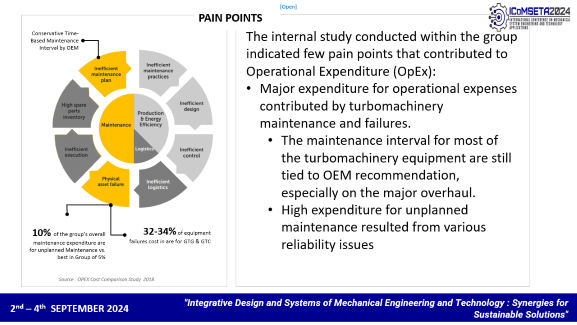 [Open]
ICoMSETA2024
INTERNATIONAL CONFERENCE ON MECHANICAL
SYSTEM ENGINEERING AND TECHNOLOGY
APPLICATIONS
PAIN POINTS
Conservative Time-
Based Maintenance
Interval by OEM
Inefficient
maintenance
plan
Inefficient
maintenance
practices
High spare
parts
inventory
Inefficient
design
Maintenance
Production
& Energy
Efficiency
Logistics
Inefficient
execution
Inefficient
control
Physical
asset failure
Inefficient
logistics
10% of the group's overall
maintenance expenditure are
for unplanned Maintenance vs.
best in Group of 5%
32-34% of equipment
failures cost in are for GTG & GTC
Source : OPEX Cost Comparison Study 2018
The internal study conducted within the group
indicated few pain points that contributed to
Operational Expenditure (OpEx):
• Major expenditure for operational expenses
contributed by turbomachinery
maintenance and failures.
• The maintenance interval for most of
the turbomachinery equipment are still
tied to OEM recommendation,
especially on the major overhaul.
• High expenditure for unplanned
maintenance resulted from various
reliability issues
2nd – 4th SEPTEMBER 2024
"Integrative Design and Systems of Mechanical Engineering and Technology : Synergies for
Sustainable Solutions"